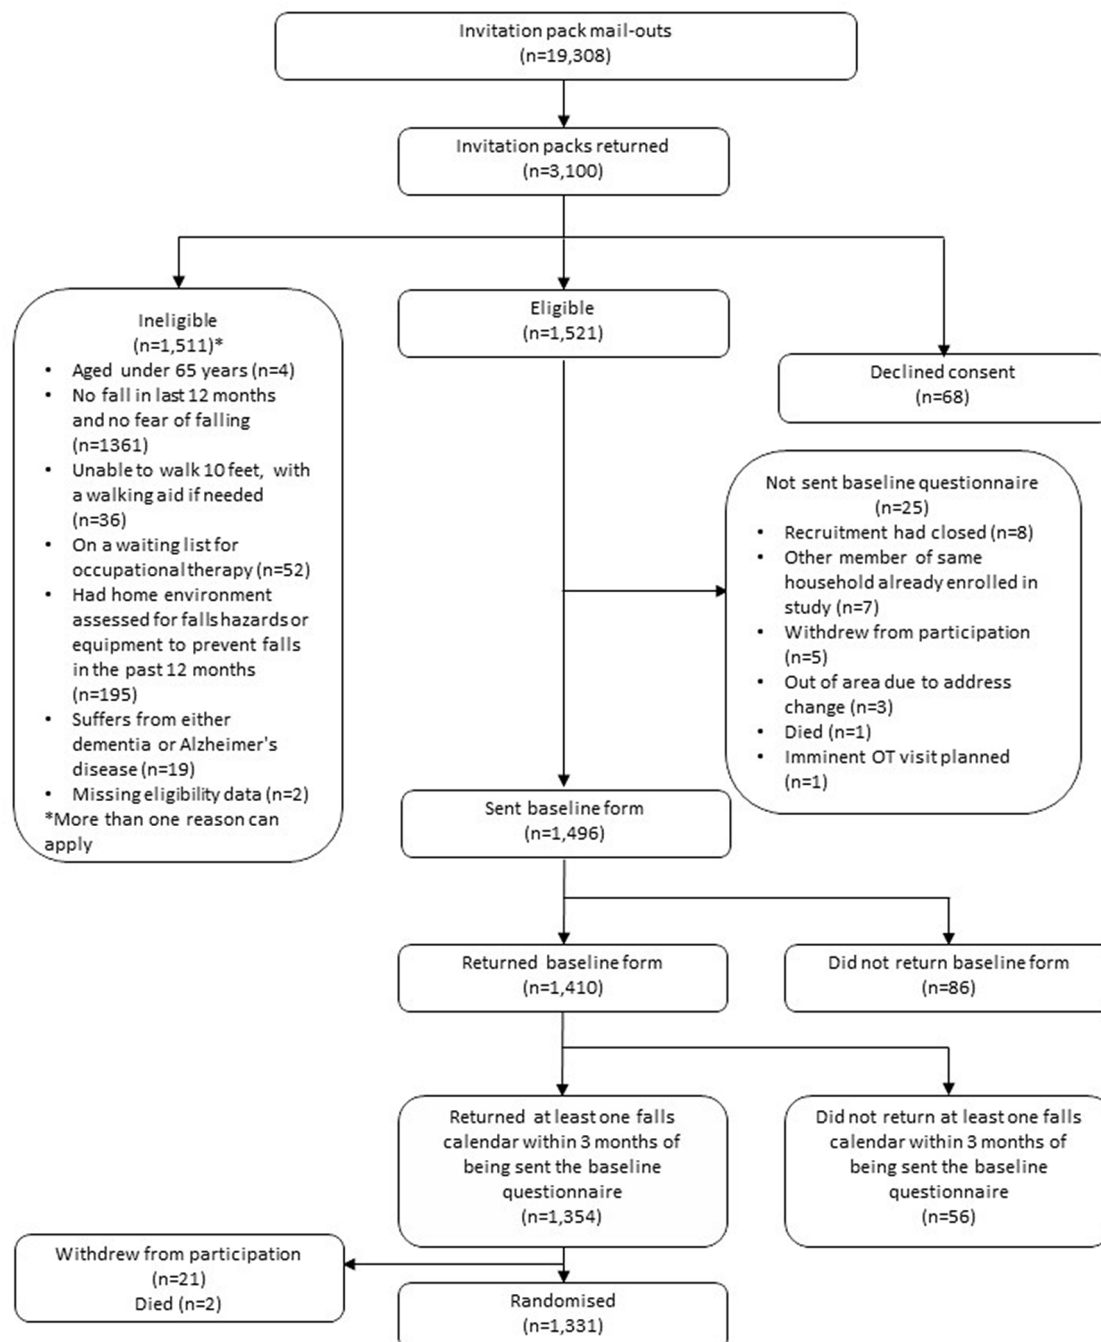 Invitation pack mail-outs
(n=19,308)
Invitation packs returned
(n=3,100)
Ineligible
(n=1,511)*
• Aged under 65 years (n=4)
• No fall in last 12 months
and no fear of falling
(n=1361)
• Unable to walk 10 feet, with
a walking aid if needed
(n=36)
• On a waiting list for
occupational therapy (n=52)
• Had home environment
assessed for falls hazards or
equipment to prevent falls
in the past 12 months
(n=195)
• Suffers from either
dementia or Alzheimer's
disease (n=19)
• Missing eligibility data (n=2)
*More than one reason can
apply
Eligible
(n=1,521)
Declined consent
(n=68)
Not sent baseline questionnaire
(n=25)
• Recruitment had closed (n=8)
• Other member of same
household already enrolled in
study (n=7)
• Withdrew from participation
(n=5)
• Out of area due to address
change (n=3)
• Died (n=1)
• Imminent OT visit planned
(n=1)
Sent baseline form
(n=1,496)
Returned baseline form
(n=1,410)
Did not return baseline form
(n=86)
Returned at least one falls
calendar within 3 months of
being sent the baseline
questionnaire
(n=1,354)
Did not return at least one falls
calendar within 3 months of
being sent the baseline
questionnaire
(n=56)
Withdrew from participation
(n=21)
Died (n=2)
Randomised
(n=1,331)